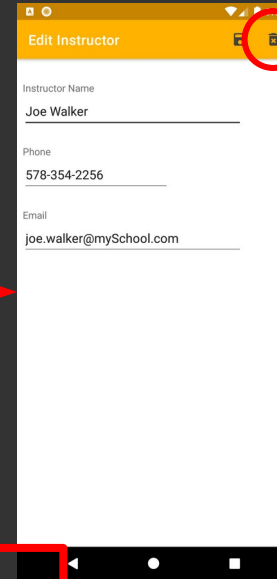 Edit Instructor
Instructor Name
Joe Walker
Phone
578-354-2256
Email
joe.walker@mySchool.com